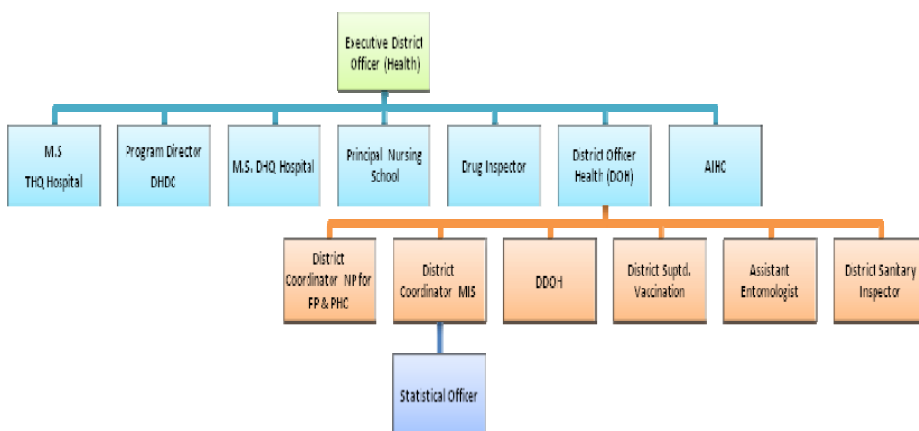 Executive District
Officer (Health)
M.S
THQ Hospital
Program Director
DHDC
M.S. DHQ Hospital
Principal Nursing
School
Drug Inspector
District Officer
Health (DOH)
AIHC
District
Coordinator NP for
FP & PHC
District
Coordinator MIS
DDOH
District Suptd.
Vaccination
Assistant
Entomologist
District Sanitary
Inspector
Statistical Officer